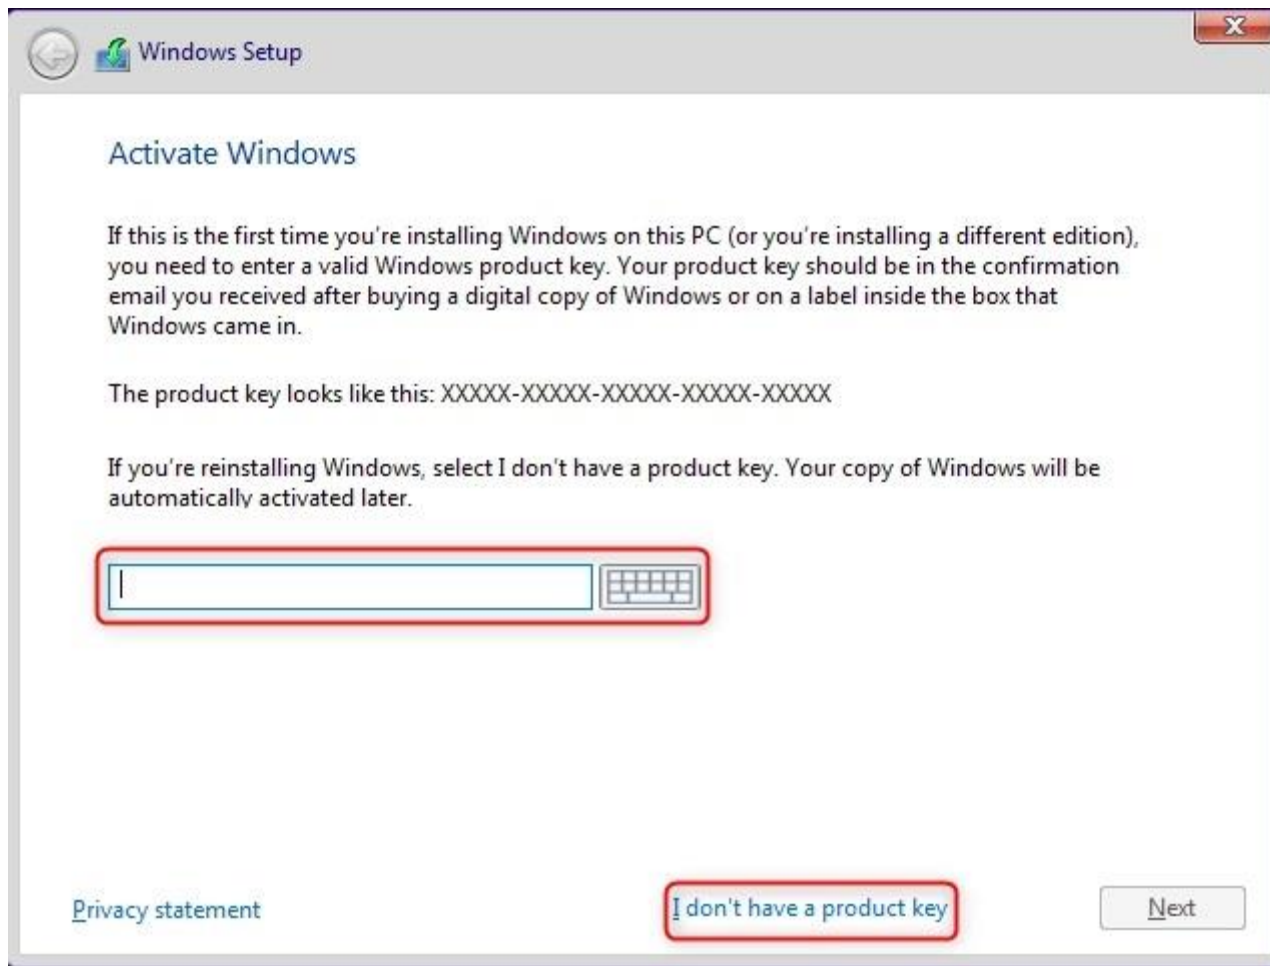 Windows Setup
X
Activate Windows
If this is the first time you're installing Windows on this PC (or you're installing a different edition),
you need to enter a valid Windows product key. Your product key should be in the confirmation
email you received after buying a digital copy of Windows or on a label inside the box that
Windows came in.
The product key looks like this: XXXXX-XXXXX-XXXXX-XXXXX-XXXXX
If you're reinstalling Windows, select I don't have a product key. Your copy of Windows will be
automatically activated later.
Privacy statement
I don't have a product key
Next